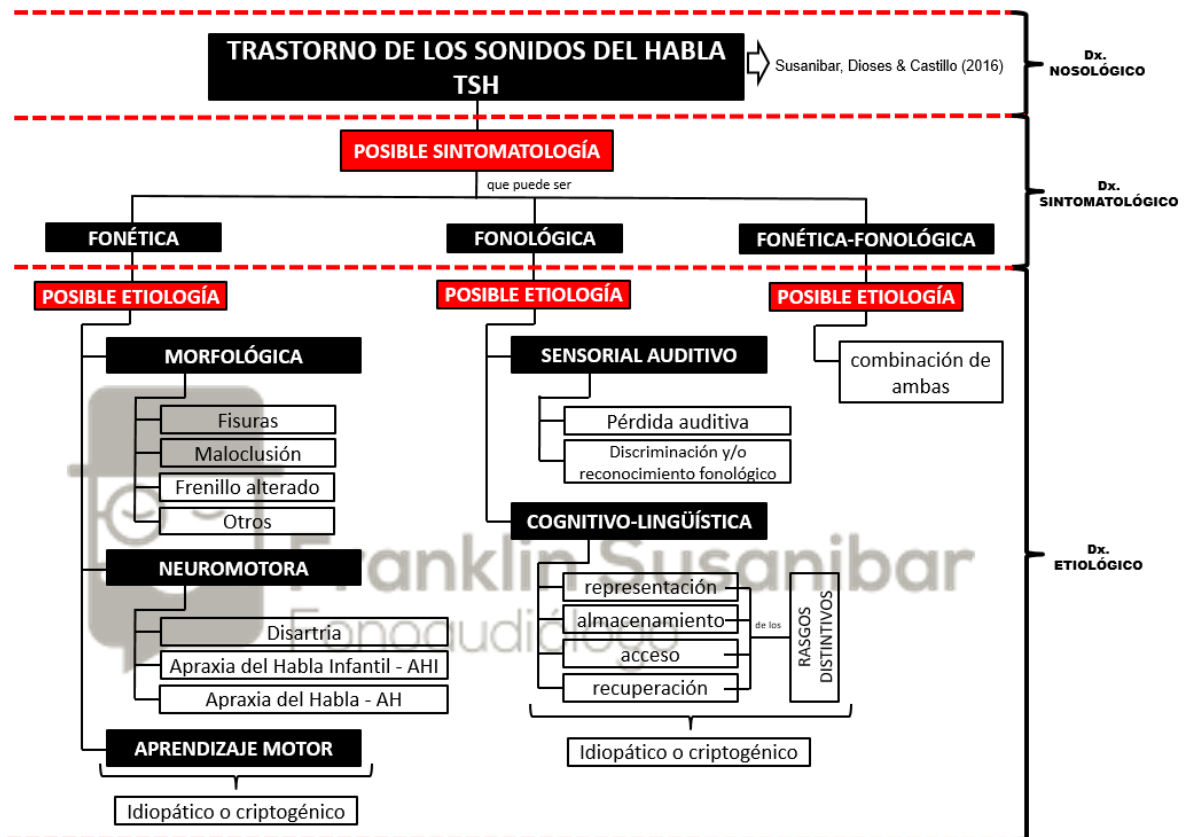 TRASTORNO DE LOS SONIDOS DEL HABLA
TSH
Susanibar, Dioses & Castillo (2016)
Dx.
NOSOLÓGICO
POSIBLE SINTOMATOLOGÍA
que puede ser
Dx.
SINTOMATOLÓGICO
FONÉTICA
FONOLÓGICA
FONÉTICA-FONOLÓGICA
POSIBLE ETIOLOGÍA
POSIBLE ETIOLOGÍA
POSIBLE ETIOLOGÍA
MORFOLÓGICA
Fisuras
Maloclusión
Frenillo alterado
Otros
NEUROMOTORA
Disartria
Apraxia del Habla Infantil - AHI
Apraxia del Habla - AH
APRENDIZAJE MOTOR
Idiopático o criptogénico
SENSORIAL AUDITIVO
Pérdida auditiva
Discriminación y/o
reconocimiento fonológico
COGNITIVO-LINGÜÍSTICA
representación
almacenamiento
acceso
recuperación
de los
RASGOS
DISTINTIVOS
Idiopático o criptogénico
combinación de
ambas
Dx.
ETIOLÓGICO
Franklin Susanibar
Fonoaudiólogo